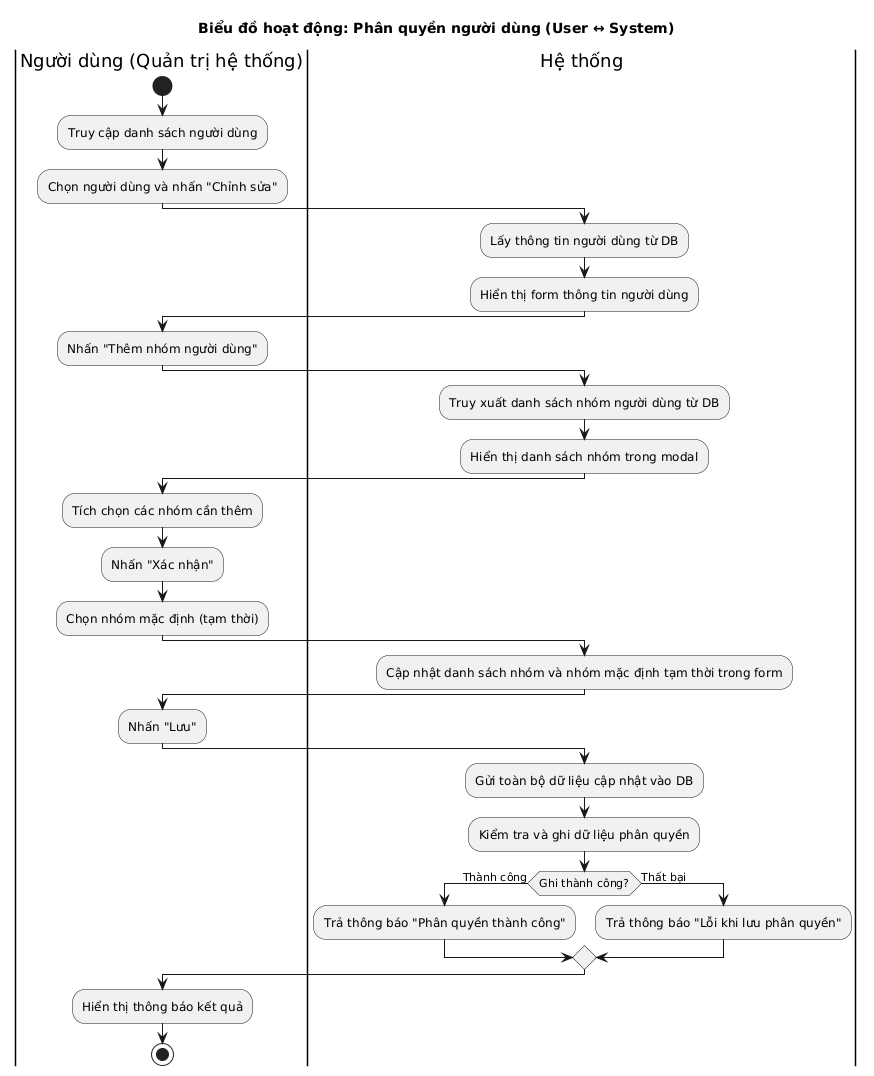 Biểu đồ hoạt động: Phân quyền người dùng (User ↔ System)
Người dùng (Quản trị hệ thống)
Hệ thống
Truy cập danh sách người dùng
Chọn người dùng và nhấn "Chỉnh sửa"
Lấy thông tin người dùng từ DB
Hiển thị form thông tin người dùng
Nhấn "Thêm nhóm người dùng"
Truy xuất danh sách nhóm người dùng từ DB
Hiển thị danh sách nhóm trong modal
Tích chọn các nhóm cần thêm
Nhấn "Xác nhận"
Chọn nhóm mặc định (tạm thời)
Cập nhật danh sách nhóm và nhóm mặc định tạm thời trong form
Nhấn "Lưu"
Gửi toàn bộ dữ liệu cập nhật vào DB
Kiểm tra và ghi dữ liệu phân quyền
Thành công
Ghi thành công?
Thất bại
Trả thông báo "Phân quyền thành công"
Trả thông báo "Lỗi khi lưu phân quyền"
Hiển thị thông báo kết quả